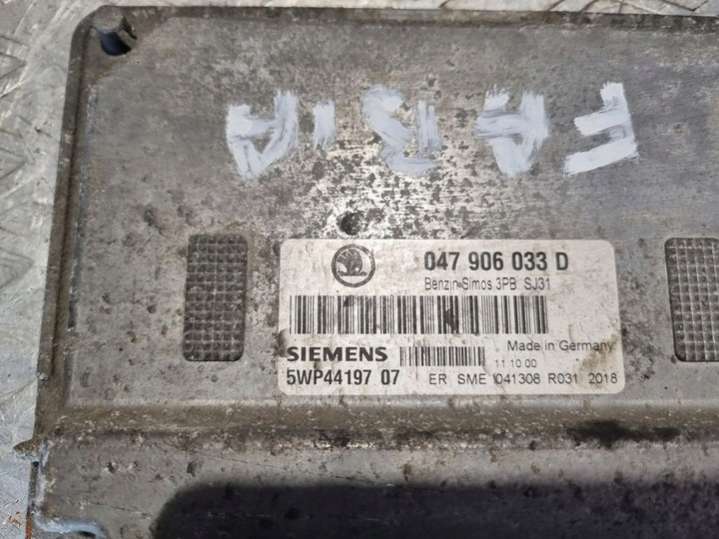 FABIA
047 906 033 D
Benzin-Simos 3PB SJ31
SIEMENS
Made in Germany
11 10 00
5WP44197 07
ER SME I041308 R031 2018